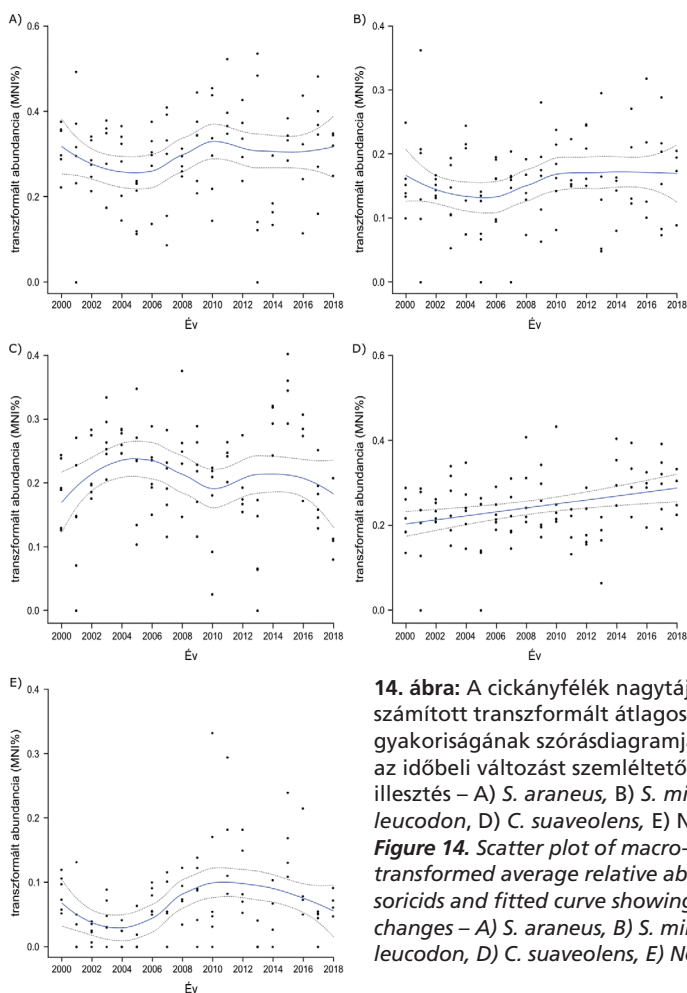 A)
transzformált abundancia (MNI%)
0.6
0.4
0.2
0.0
2000 2002 2004 2006 2008 2010 2012 2014 2016 2018
Év
B)
transzformált abundancia (MNI%)
0.4
0.3
0.2
0.1
0.0
2000 2002 2004 2006 2008 2010 2012 2014 2016 2018
Év
C)
transzformált abundancia (MNI%)
0.4
0.3
0.2
0.1
0.0
2000 2002 2004 2006 2008 2010 2012 2014 2016 2018
Év
D)
transzformált abundancia (MNI%)
0.6
0.4
0.2
0.0
2000 2002 2004 2006 2008 2010 2012 2014 2016 2018
Év
E)
transzformált abundancia (MNI%)
0.4
0.3
0.2
0.1
0.0
2000 2002 2004 2006 2008 2010 2012 2014 2016 2018
Év
14. ábra: A cickányfélék nagytáj
számított transzformált átlagos
gyakoriságának szórásdiagramj
az időbeli változást szemléltető
illesztés – A) S. araneus, B) S. mi
leucodon, D) C. suaveolens, E) N
Figure 14. Scatter plot of macro-
transformed average relative ab
soricids and fitted curve showing
changes – A) S. araneus, B) S. mi
leucodon, D) C. suaveolens, E) Ne